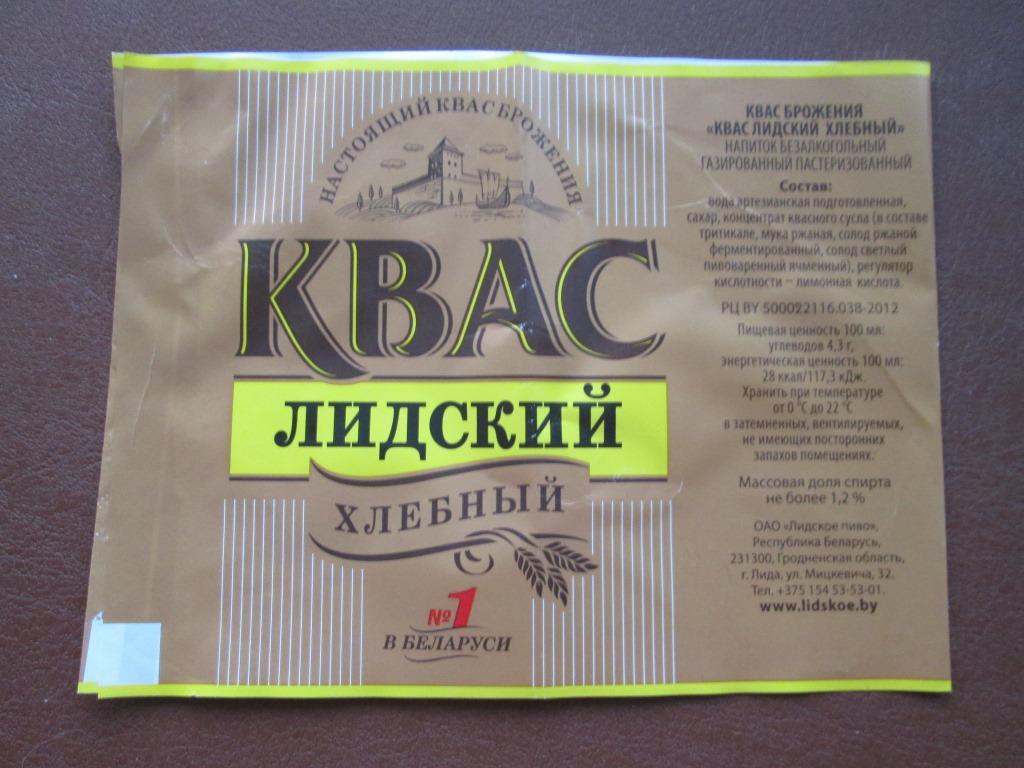 НАСТОЯЩИЙ КВАС БРОЖЕНИЯ
КВАС
ЛИДСКИЙ
ХЛЕБНЫЙ
№1
В БЕЛАРУСИ
КВАС БРОЖЕНИЯ
«КВАС ЛИДСКИЙ ХЛЕБНЫЙ»
НАПИТОК БЕЗАЛКОГОЛЬНЫЙ
ГАЗИРОВАННЫЙ ПАСТЕРИЗОВАННЫЙ
Состав:
вода артезианская подготовленная,
сахар, концентрат квасного сусла (в составе
тритикале, мука ржаная, солод ржаной
ферментированный, солод светлый
пивоваренный ячменный), регулятор
кислотности – лимонная кислота.
РЦ BY 500022116.038-2012
Пищевая ценность 100 мл:
углеводов 4,3 г,
энергетическая ценность 100 мл:
28 ккал/117,3 кДж.
Хранить при температуре
от 0 °С до 22 °С
в затемненных, вентилируемых,
не имеющих посторонних
запахов помещениях.
Массовая доля спирта
не более 1,2 %
ОАО «Лидское пиво»,
Республика Беларусь,
231300, Гродненская область,
г. Лида, ул. Мицкевича, 32.
Тел. +375 154 53-53-01.
www.lidskoe.by